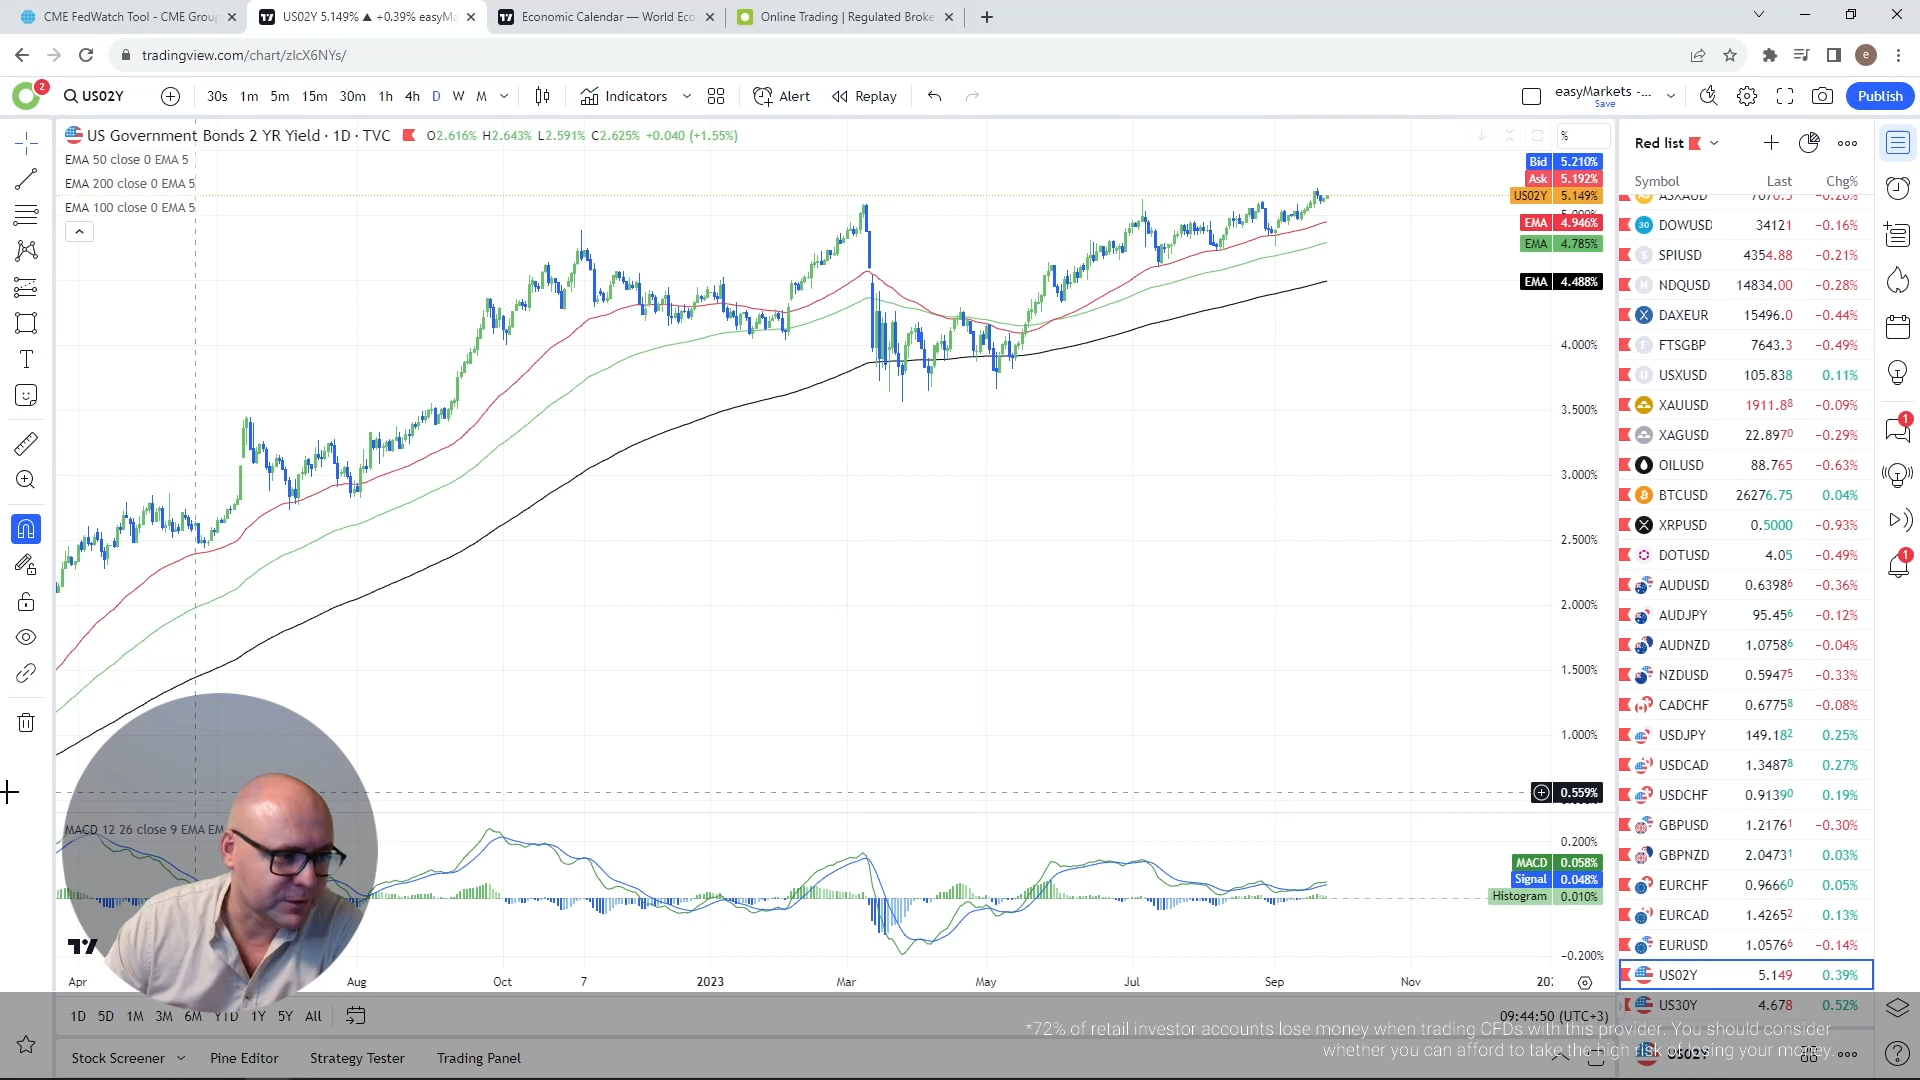 CME FedWatch Tool - CME Group
US02Y 5.149% ▲ +0.39% easyMa
Economic Calendar — World Eco
Online Trading | Regulated Broke
tradingview.com/chart/zIcX6NYs/
e
2
US02Y
30s 1m 5m 15m 30m 1h 4h D W M
Indicators
Alert
Replay
easyMarkets -...
Save
Publish
US Government Bonds 2 YR Yield · 1D · TVC
O2.616% H2.643% L2.591% C2.625% +0.040 (+1.55%)
EMA 50 close 0 EMA 5
EMA 200 close 0 EMA 5
EMA 100 close 0 EMA 5
%
Bid 5.210%
Ask 5.192%
US02Y 5.149%
EMA 4.946%
EMA 4.785%
EMA 4.488%
4.000%
3.500%
3.000%
2.500%
2.000%
1.500%
1.000%
0.559%
MACD 12 26 close 9 EMA EM
0.200%
MACD 0.058%
Signal 0.048%
Histogram 0.010%
-0.200%
Apr Aug Oct 7 2023 Mar May Jul Sep Nov 202
1D 5D 1M 3M 6M YTD 1Y 5Y All
09:44:50 (UTC+3)
Stock Screener Pine Editor Strategy Tester Trading Panel
Red list
Symbol Last Chg%
ASXAUD 7070.5 −0.20%
DOWUSD 34121 −0.16%
SPIUSD 4354.88 −0.21%
NDQUSD 14834.00 −0.28%
DAXEUR 15496.0 −0.44%
FTSGBP 7643.3 −0.49%
USXUSD 105.838 0.11%
XAUUSD 1911.88 −0.09%
XAGUSD 22.8970 −0.29%
OILUSD 88.765 −0.63%
BTCUSD 26276.75 0.04%
XRPUSD 0.5000 −0.93%
DOTUSD 4.05 −0.49%
AUDUSD 0.63986 −0.36%
AUDJPY 95.456 −0.12%
AUDNZD 1.07586 −0.04%
NZDUSD 0.59475 −0.33%
CADCHF 0.67758 −0.08%
USDJPY 149.182 0.25%
USDCAD 1.34878 0.27%
USDCHF 0.91390 0.19%
GBPUSD 1.21761 −0.30%
GBPNZD 2.04731 0.03%
EURCHF 0.96660 0.05%
EURCAD 1.42652 0.13%
EURUSD 1.05766 −0.14%
US02Y 5.149 0.39%
US30Y 4.678 0.52%
US02Y
1
1
*72% of retail investor accounts lose money when trading CFDs with this provider. You should consider
whether you can afford to take the high risk of losing your money.